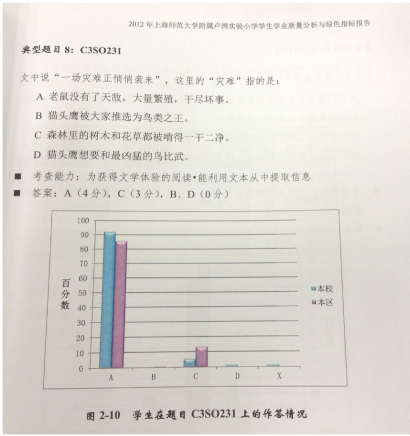 2012 年上海师范大学附属卢湾实验小学学生学业质量分析与绿色指标报告
典型题目 8：C3SO231
文中说“一场灾难正悄悄袭来”，这里的“灾难”指的是：
A 老鼠没有了天敌，大量繁殖，干尽坏事。
B 猫头鹰被大家推选为鸟类之王。
C 森林里的树木和花草都被啃得一干二净。
D 猫头鹰想要和最凶猛的鸟比武。
■ 考查能力：为获得文学体验的阅读·能利用文本从中提取信息
■ 答案：A（4 分），C（3 分），B、D（0 分）
100
90
80
70
60
50
40
30
20
10
0
百分数
A B C D X
本校
本区
图 2-10 学生在题目 C3SO231 上的作答情况